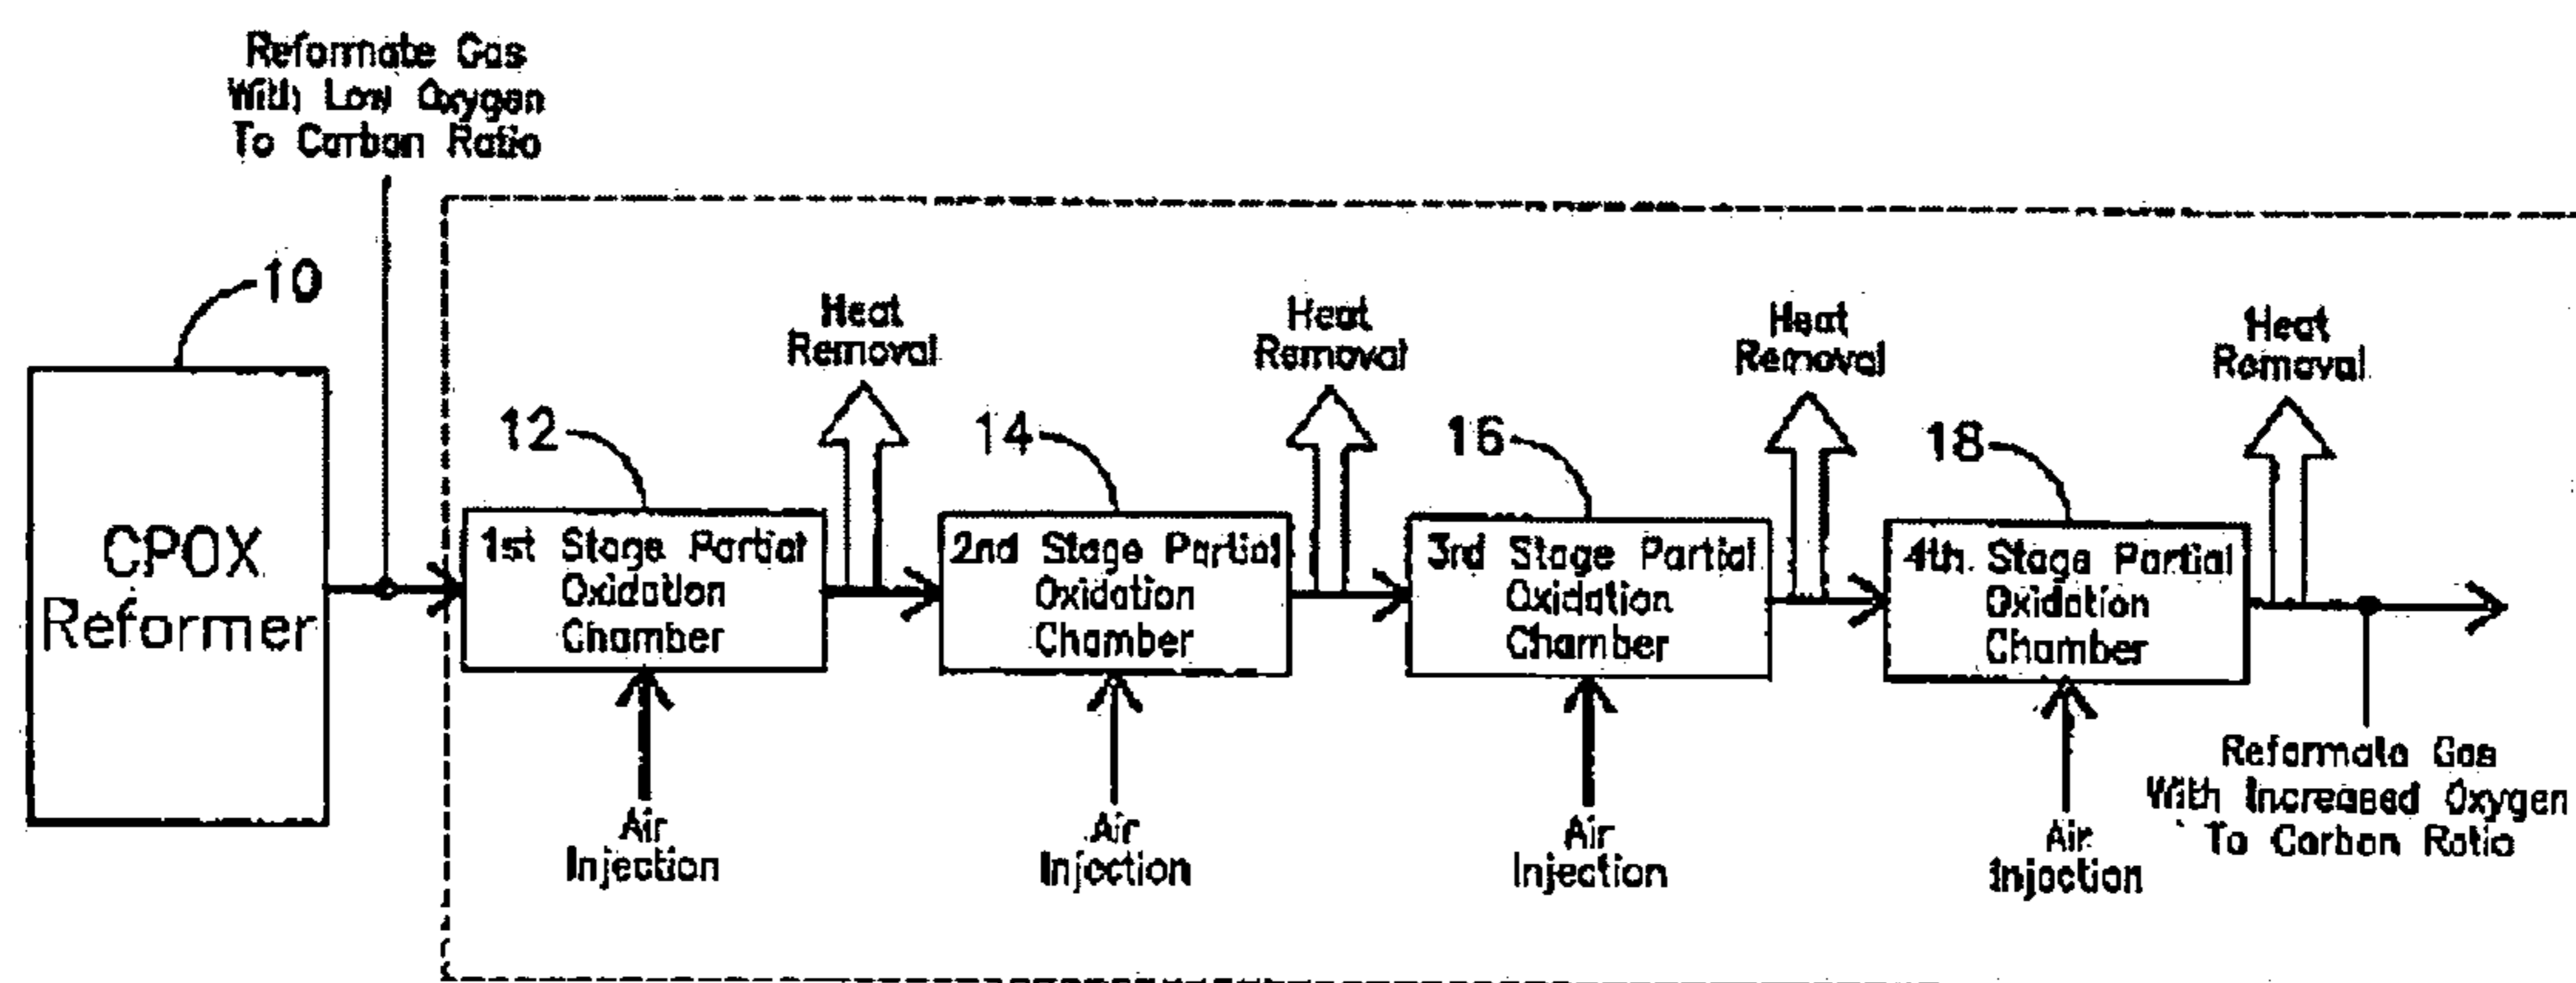 Reformate Gas
With Low Oxygen
To Carbon Ratio
10
CPOX
Reformer
12
1st Stage Partial
Oxidation
Chamber
Heat
Removal
Air
Injection
14
2nd Stage Partial
Oxidation
Chamber
Heat
Removal
Air
Injection
16
3rd Stage Partial
Oxidation
Chamber
Heat
Removal
Air
Injection
18
4th Stage Partial
Oxidation
Chamber
Heat
Removal
Air
Injection
Reformate Gas
With Increased Oxygen
To Carbon Ratio